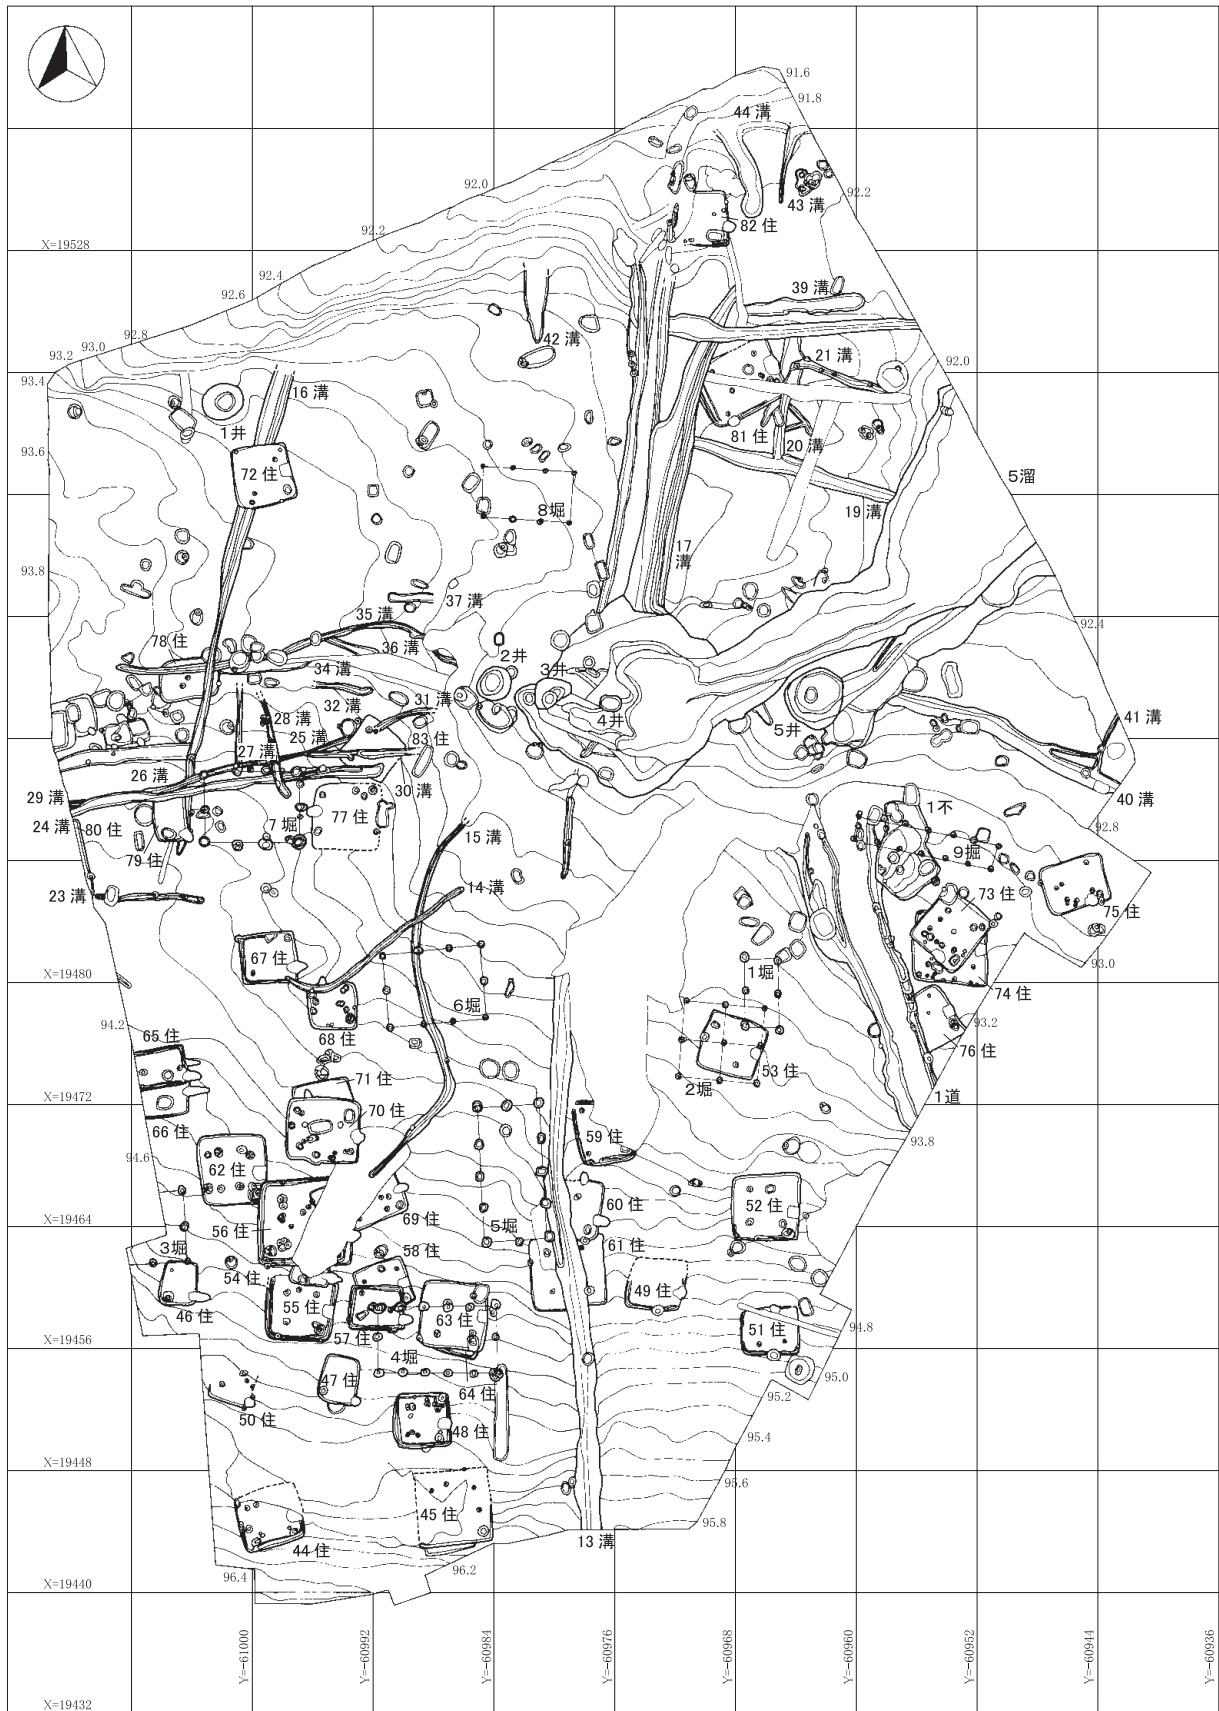 91.6
91.8
44 溝
92.0
92.2
43 溝
82 住
92.2
X=19528
92.4
39 溝
92.6
92.8
42 溝
21 溝
92.0
93.0
93.2
93.4
16 溝
1井
81 住
20 溝
93.6
72 住
5溜
8堀
19 溝
17
溝
93.8
37 溝
35 溝
92.4
78 住
36 溝
2井
3井
34 溝
32 溝
31 溝
4井
41 溝
28 溝
25 溝
83 住
5井
27 溝
26 溝
29 溝
30 溝
40 溝
24 溝
80 住
7 堀
77 住
1不
92.8
15 溝
79 住
9堀
14 溝
73 住
23 溝
75 住
67 住
X=19480
1堀
93.0
74 住
6堀
94.2
93.2
65 住
68 住
76 住
53 住
71 住
2堀
1道
X=19472
70 住
66 住
59 住
93.8
94.6
62 住
52 住
60 住
69 住
X=19464
56 住
5堀
61 住
3堀
58 住
54 住
49 住
55 住
46 住
63 住
51 住
94.8
57 住
X=19456
4堀
47 住
95.0
64 住
95.2
50 住
48 住
95.4
X=19448
95.6
45 住
95.8
44 住
13 溝
96.2
96.4
X=19440
Y=-61000
Y=-60992
Y=-60984
Y=-60976
Y=-60968
Y=-60960
Y=-60952
Y=-60944
Y=-60936
X=19432